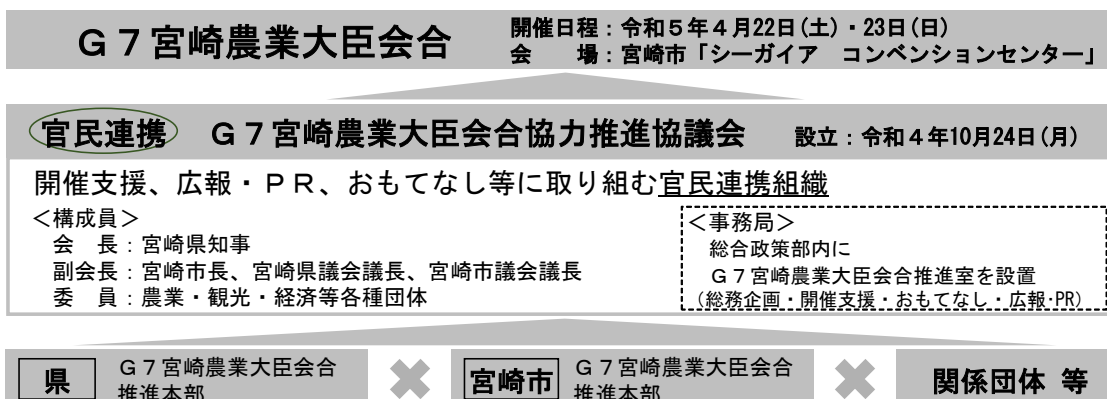 G7宮崎農業大臣会合
開催日程：令和5年4月22日(土)・23日(日)
会　　場：宮崎市「シーガイア　コンベンションセンター」
官民連携　G7宮崎農業大臣会合協力推進協議会　設立：令和4年10月24日(月)
開催支援、広報・PR、おもてなし等に取り組む官民連携組織
＜構成員＞
会　長：宮崎県知事
副会長：宮崎市長、宮崎県議会議長、宮崎市議会議長
委　員：農業・観光・経済等各種団体
＜事務局＞
総合政策部内に
G7宮崎農業大臣会合推進室を設置
（総務企画・開催支援・おもてなし・広報・PR）
県
G7宮崎農業大臣会合
推進本部
宮崎市
G7宮崎農業大臣会合
推進本部
関係団体 等